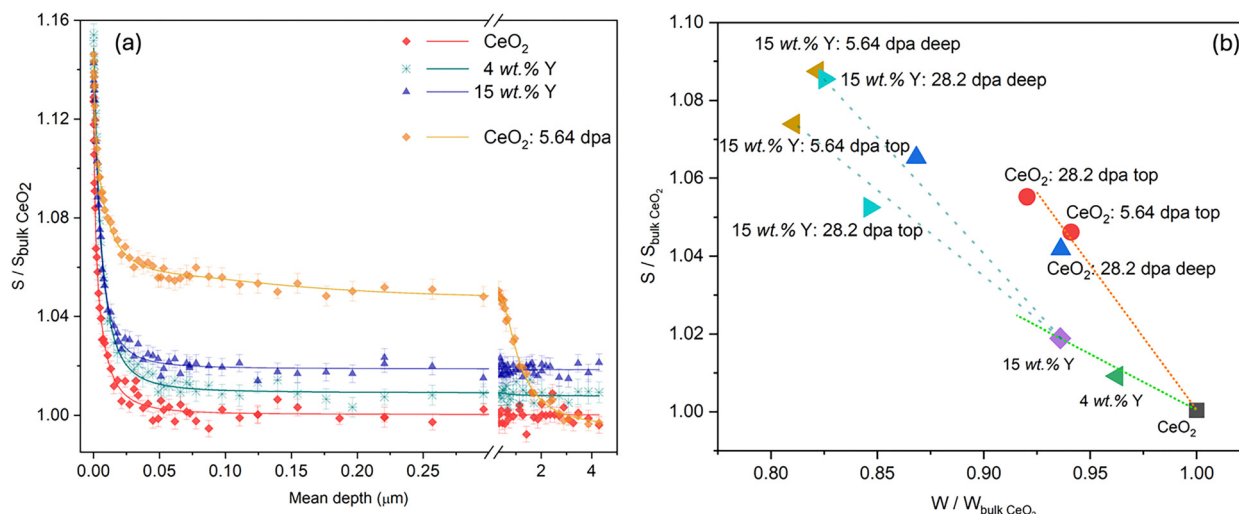 (a)
CeO₂
4 wt.% Y
15 wt.% Y
CeO₂: 5.64 dpa
S / S bulk CeO₂
1.16
1.12
1.08
1.04
1.00
0.00 0.05 0.10 0.15 0.20 0.25 2 4
Mean depth (μm)
(b)
S / S bulk CeO₂
1.10
1.08
1.06
1.04
1.02
1.00
15 wt.% Y: 5.64 dpa deep
15 wt.% Y: 28.2 dpa deep
15 wt.% Y: 5.64 dpa top
CeO₂: 28.2 dpa top
CeO₂: 5.64 dpa top
15 wt.% Y: 28.2 dpa top
CeO₂: 28.2 dpa deep
15 wt.% Y
4 wt.% Y
CeO₂
0.80 0.85 0.90 0.95 1.00
W / W bulk CeO₂